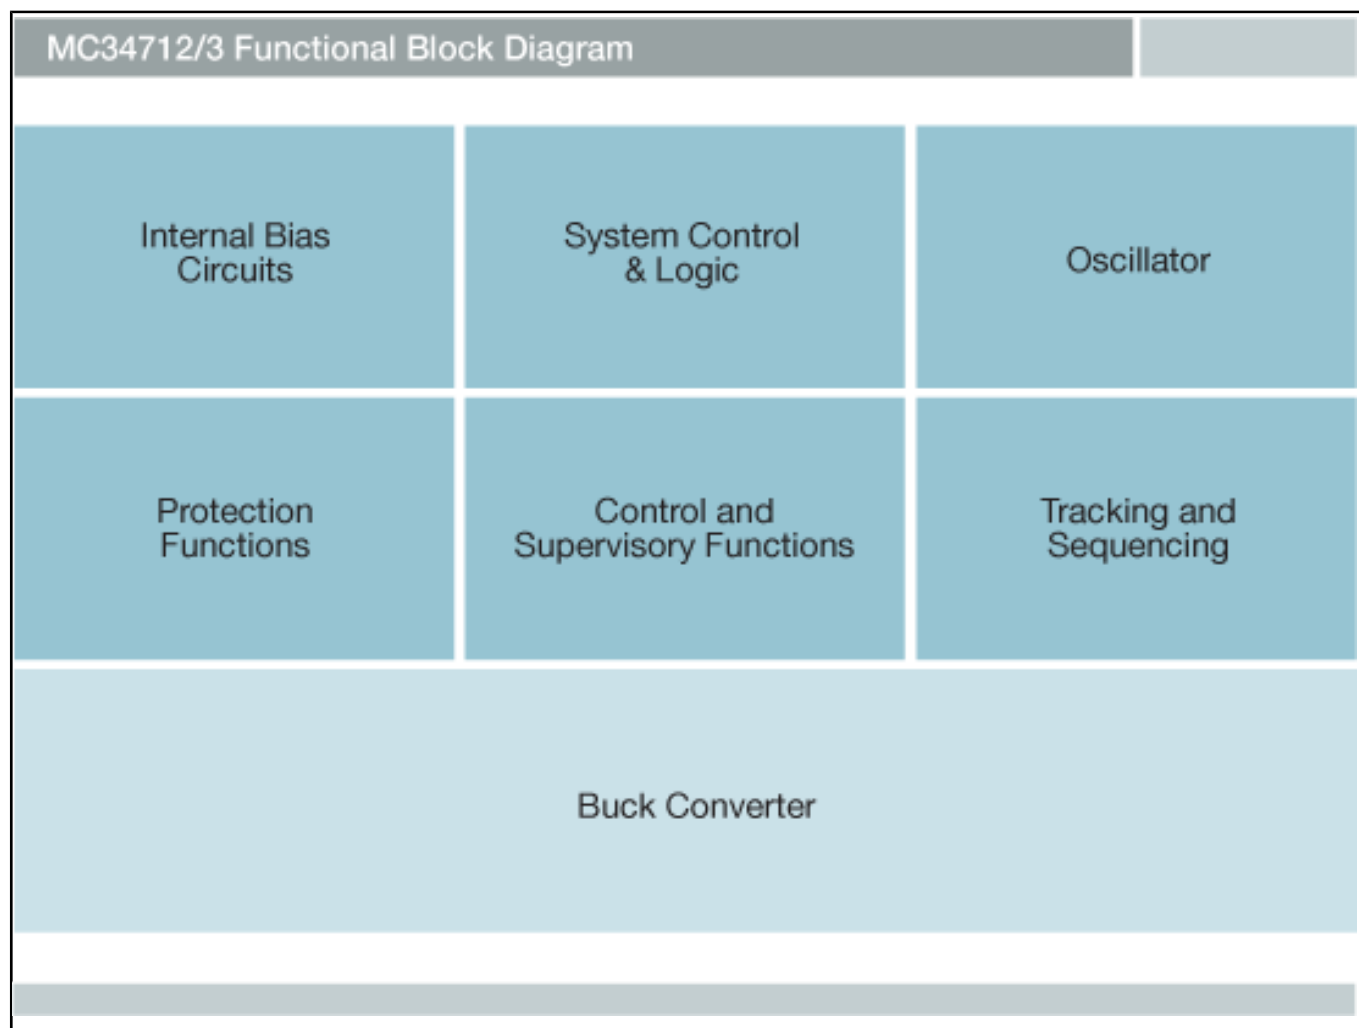 MC34712/3 Functional Block Diagram
Internal Bias
Circuits
System Control
& Logic
Oscillator
Protection
Functions
Control and
Supervisory Functions
Tracking and
Sequencing
Buck Converter